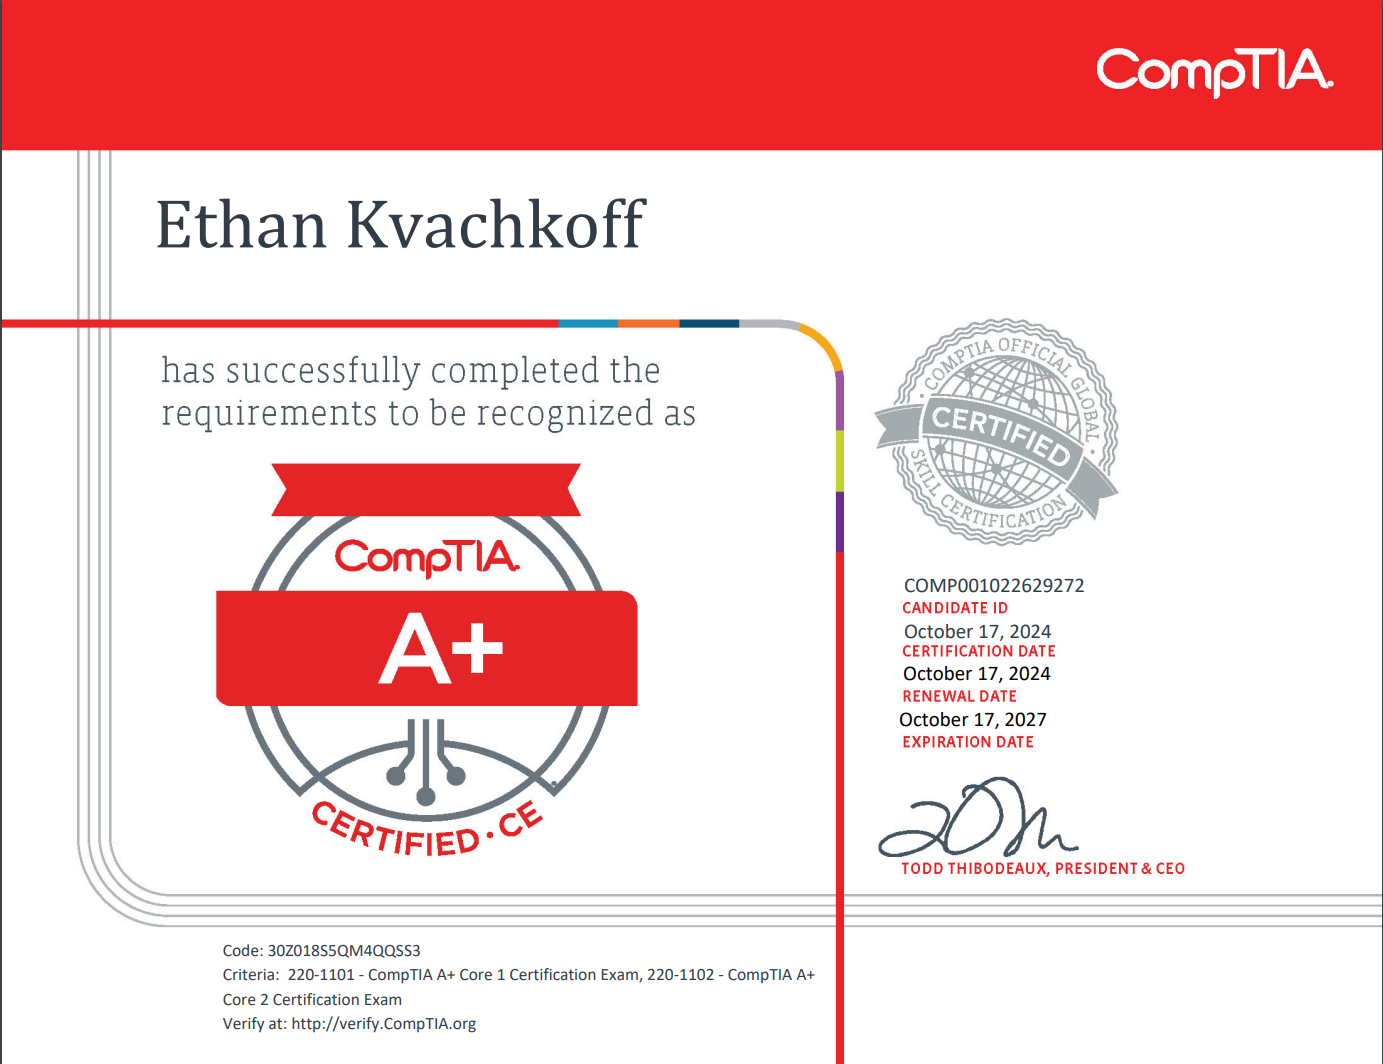 CompTIA.
Ethan Kvachkoff
has successfully completed the
requirements to be recognized as
CompTIA.
A+
CERTIFIED · CE
COMPTIA OFFICIAL GLOBAL
CERTIFIED
SKILL CERTIFICATION
COMP001022629272
CANDIDATE ID
October 17, 2024
CERTIFICATION DATE
October 17, 2024
RENEWAL DATE
October 17, 2027
EXPIRATION DATE
TODD THIBODEAUX, PRESIDENT & CEO
Code: 30Z018S5QM4QQSS3
Criteria: 220-1101 - CompTIA A+ Core 1 Certification Exam, 220-1102 - CompTIA A+
Core 2 Certification Exam
Verify at: http://verify.CompTIA.org